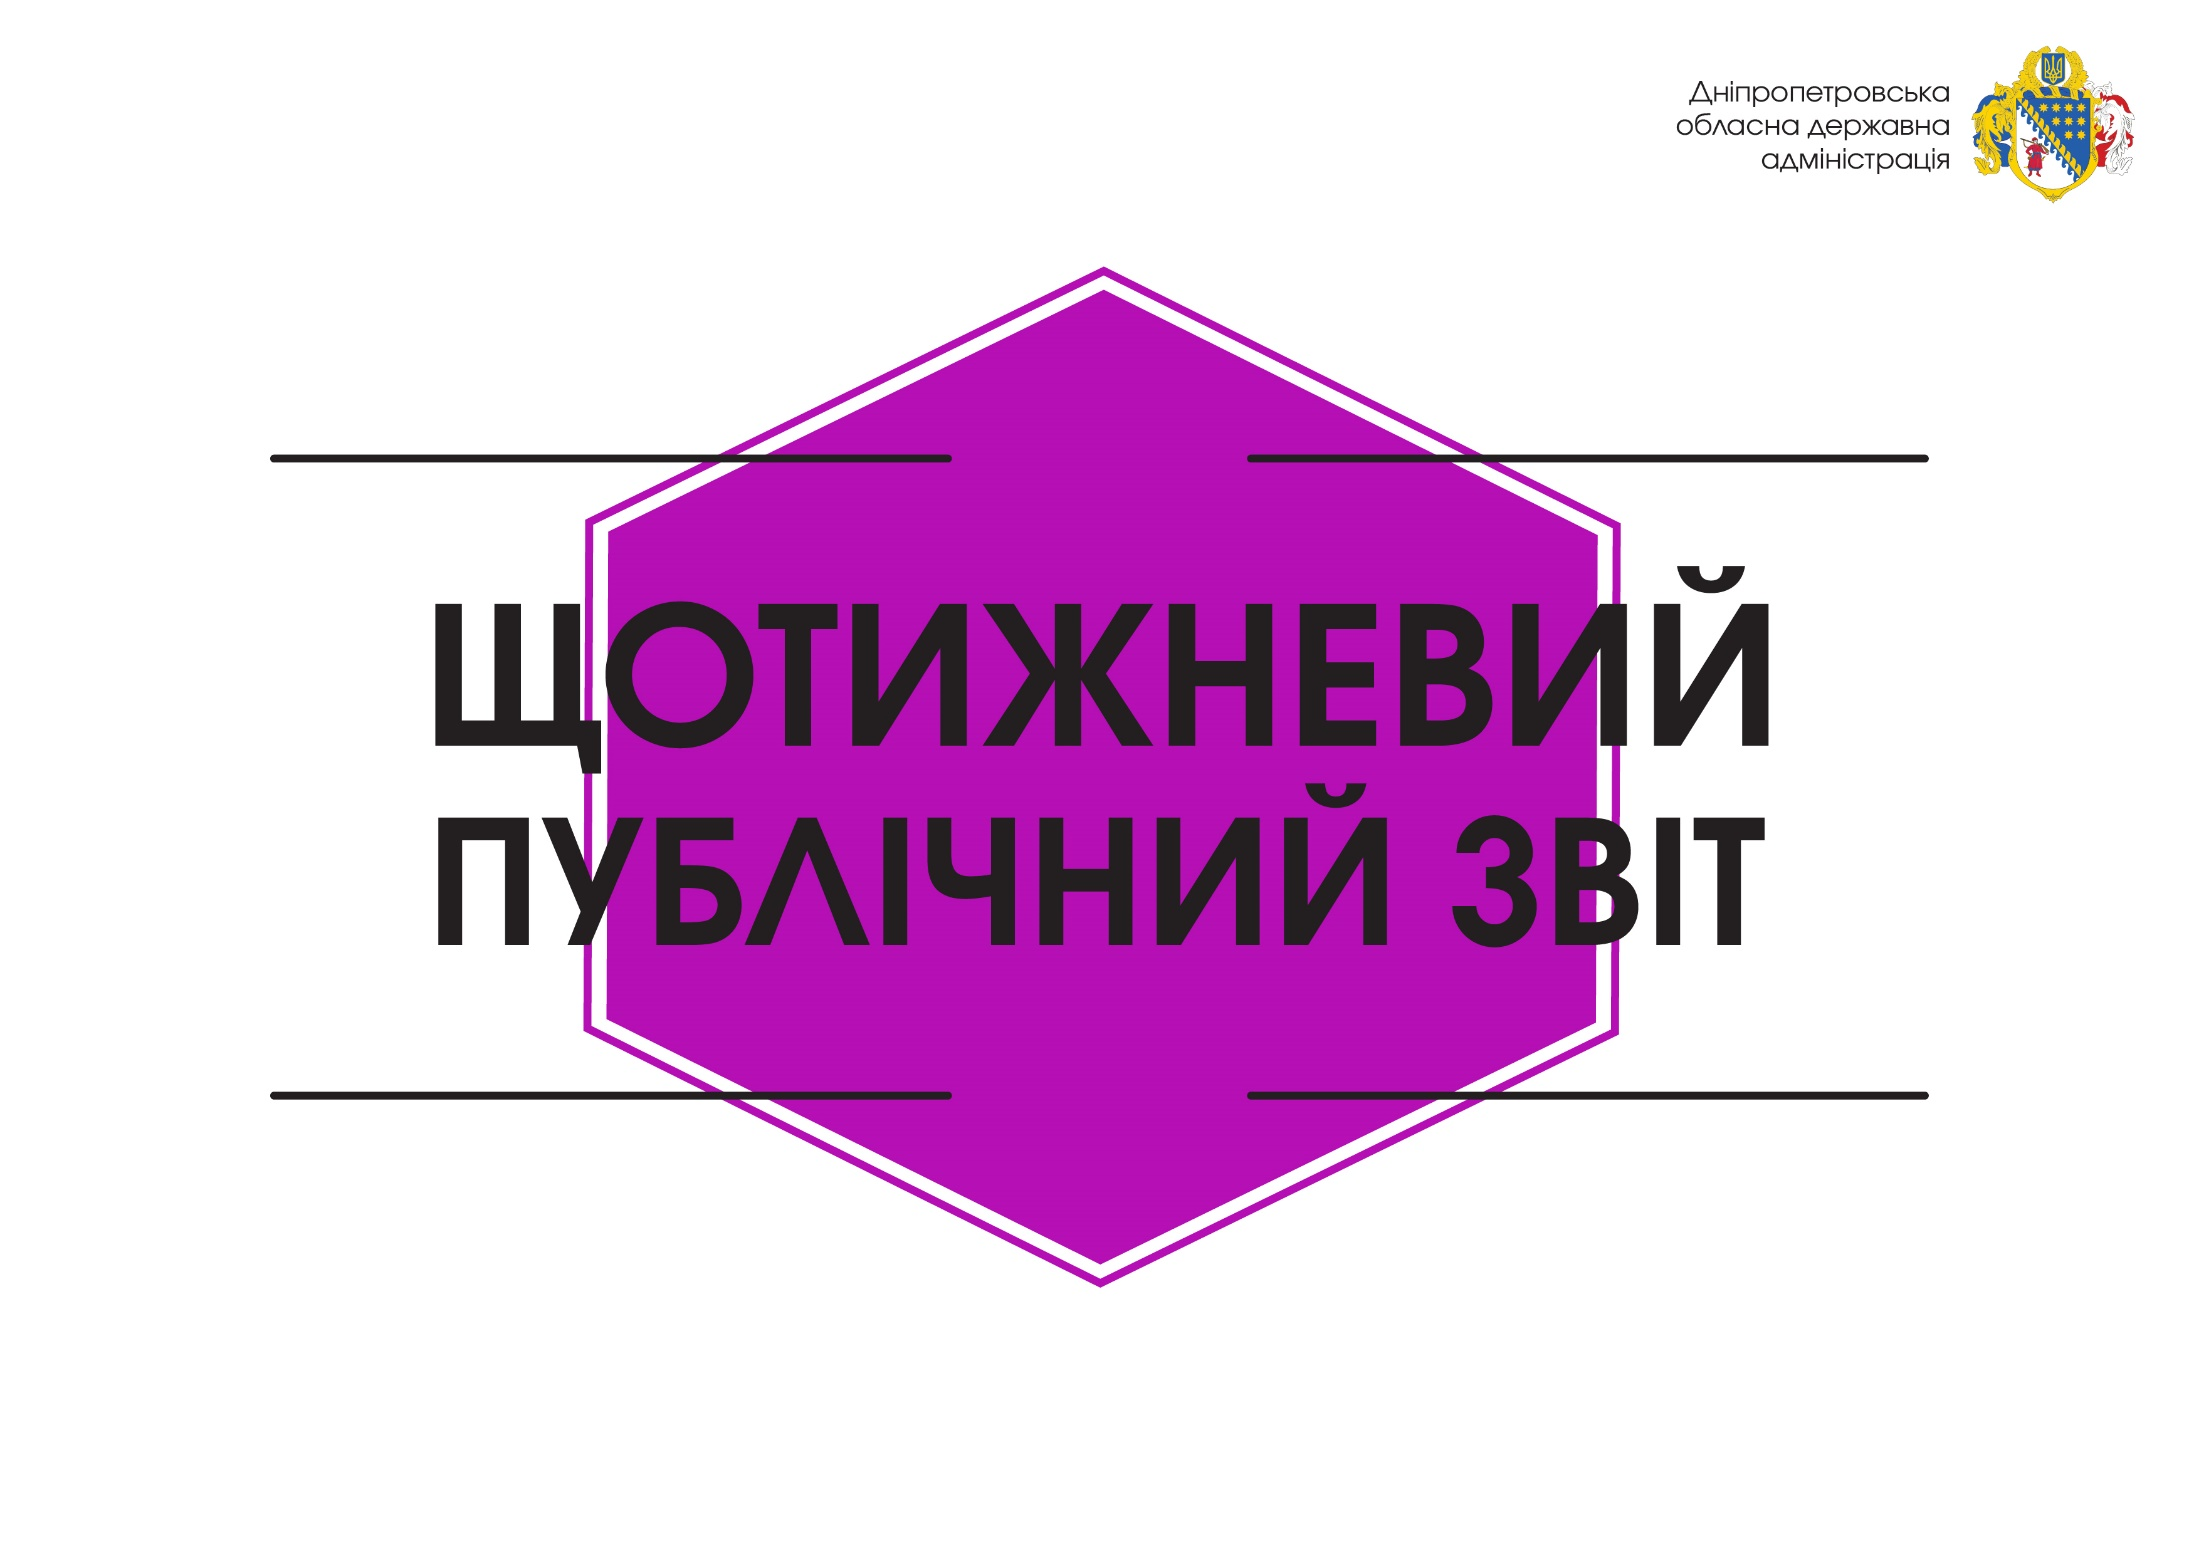 Дніпропетровська
обласна державна
адміністрація
ЩОТИЖНЕВИЙ
ПУБЛІЧНИЙ ЗВІТ